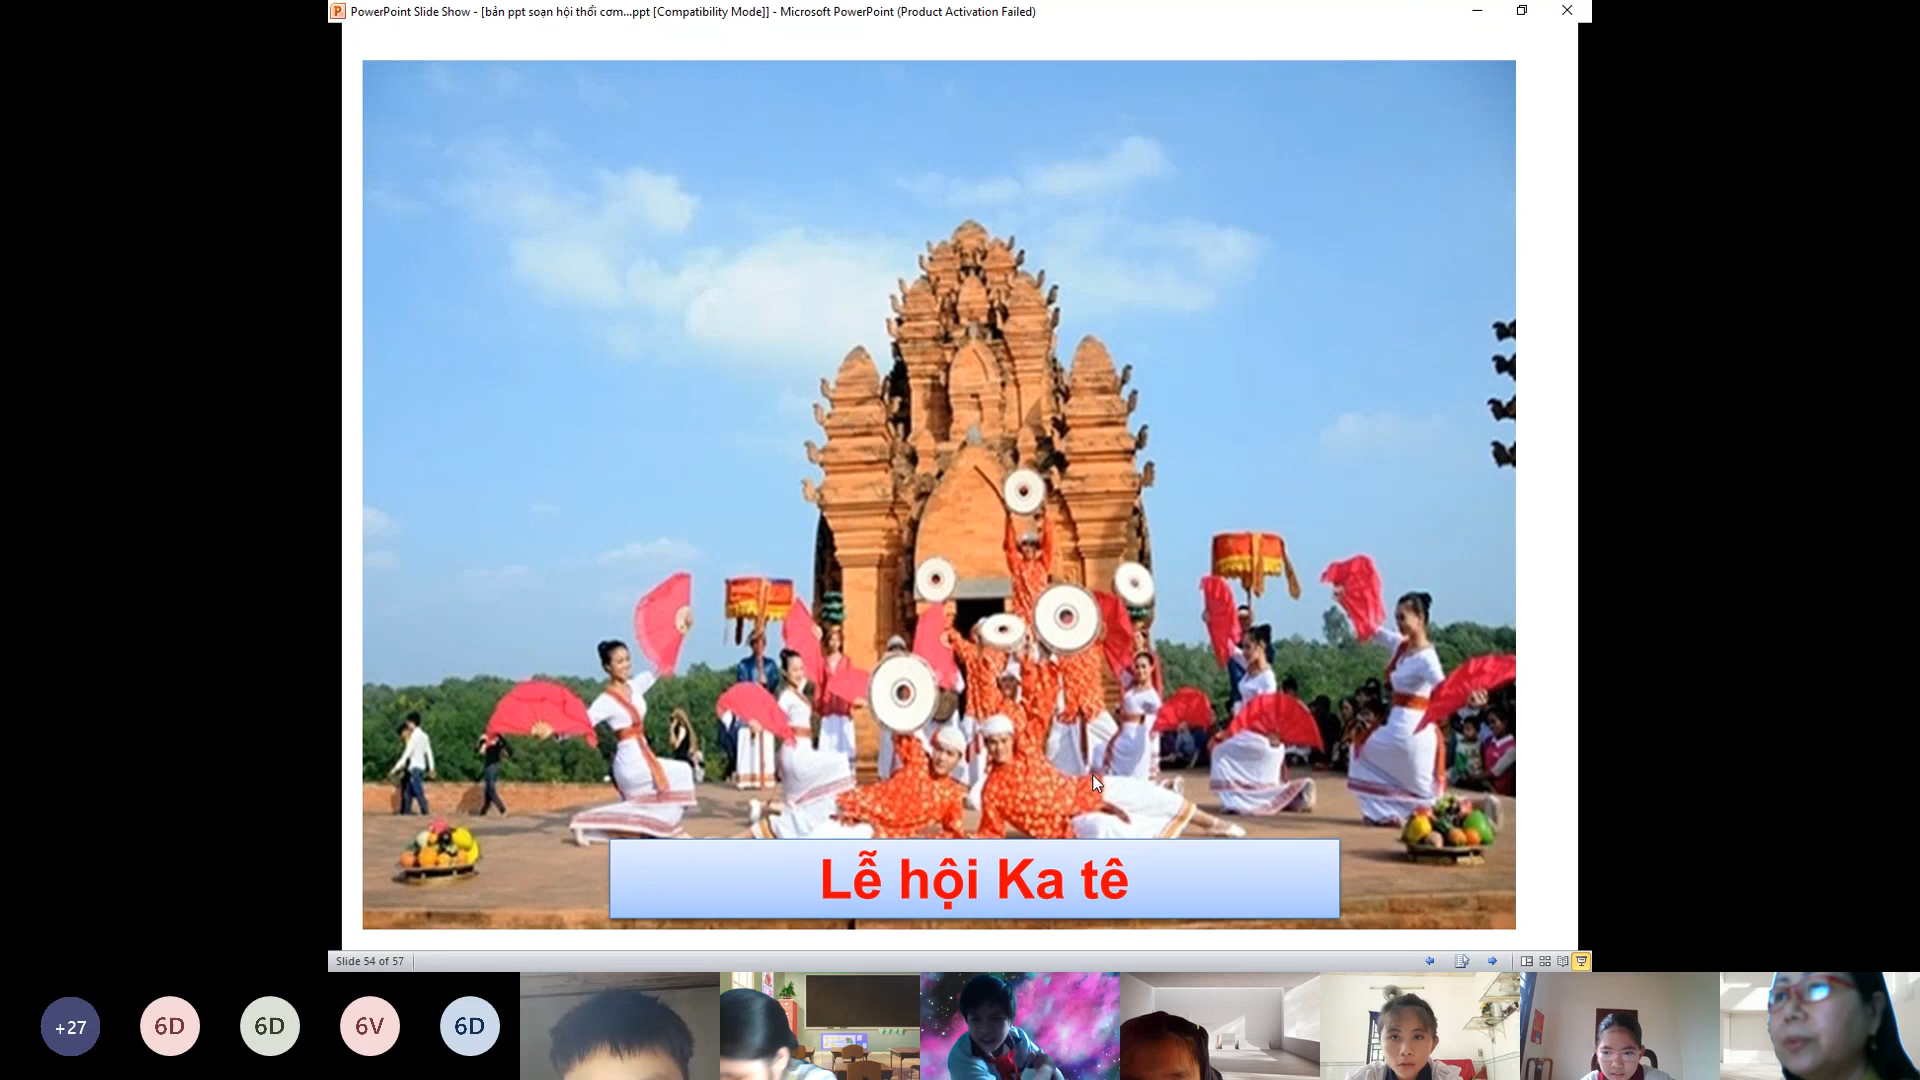 PowerPoint Slide Show - [bản ppt soạn hội thổi cơm...ppt [Compatibility Mode]] - Microsoft PowerPoint (Product Activation Failed)
Lễ hội Ka tê
Slide 54 of 57
+27
6D
6D
6V
6D